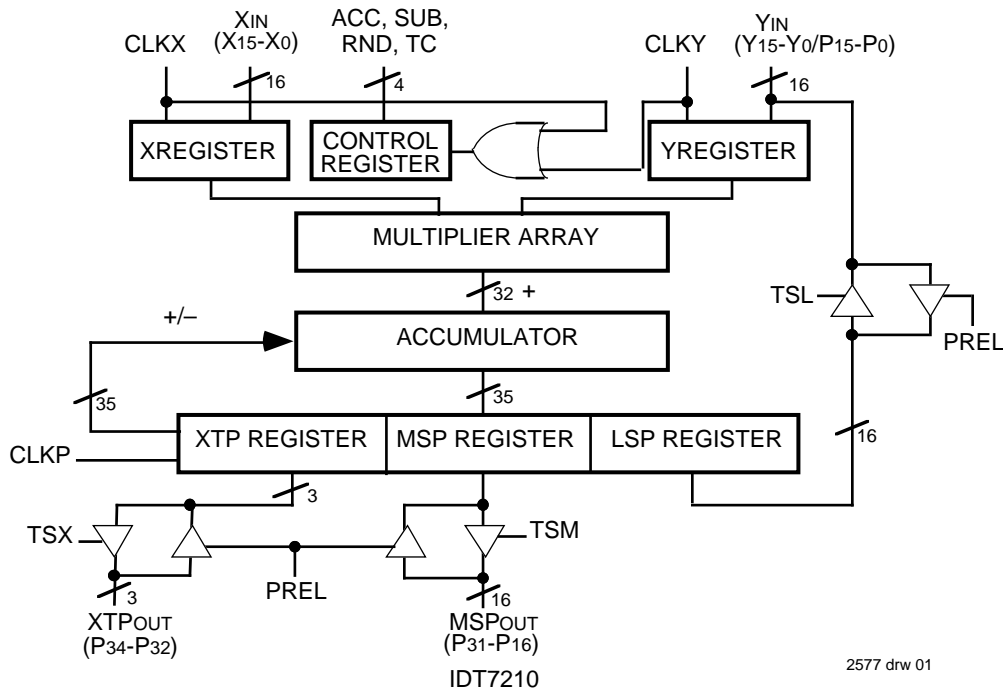 XIN
(X15-X0)
ACC, SUB,
RND, TC
YIN
(Y15-Y0/P15-P0)
CLKX
CLKY
16
4
16
XREGISTER
CONTROL
REGISTER
YREGISTER
MULTIPLIER ARRAY
32 +
TSL
PREL
+/–
ACCUMULATOR
35
35
16
XTP REGISTER
MSP REGISTER
LSP REGISTER
CLKP
3
TSX
TSM
PREL
3
16
XTPOUT
(P34-P32)
MSPOUT
(P31-P16)
IDT7210
2577 drw 01